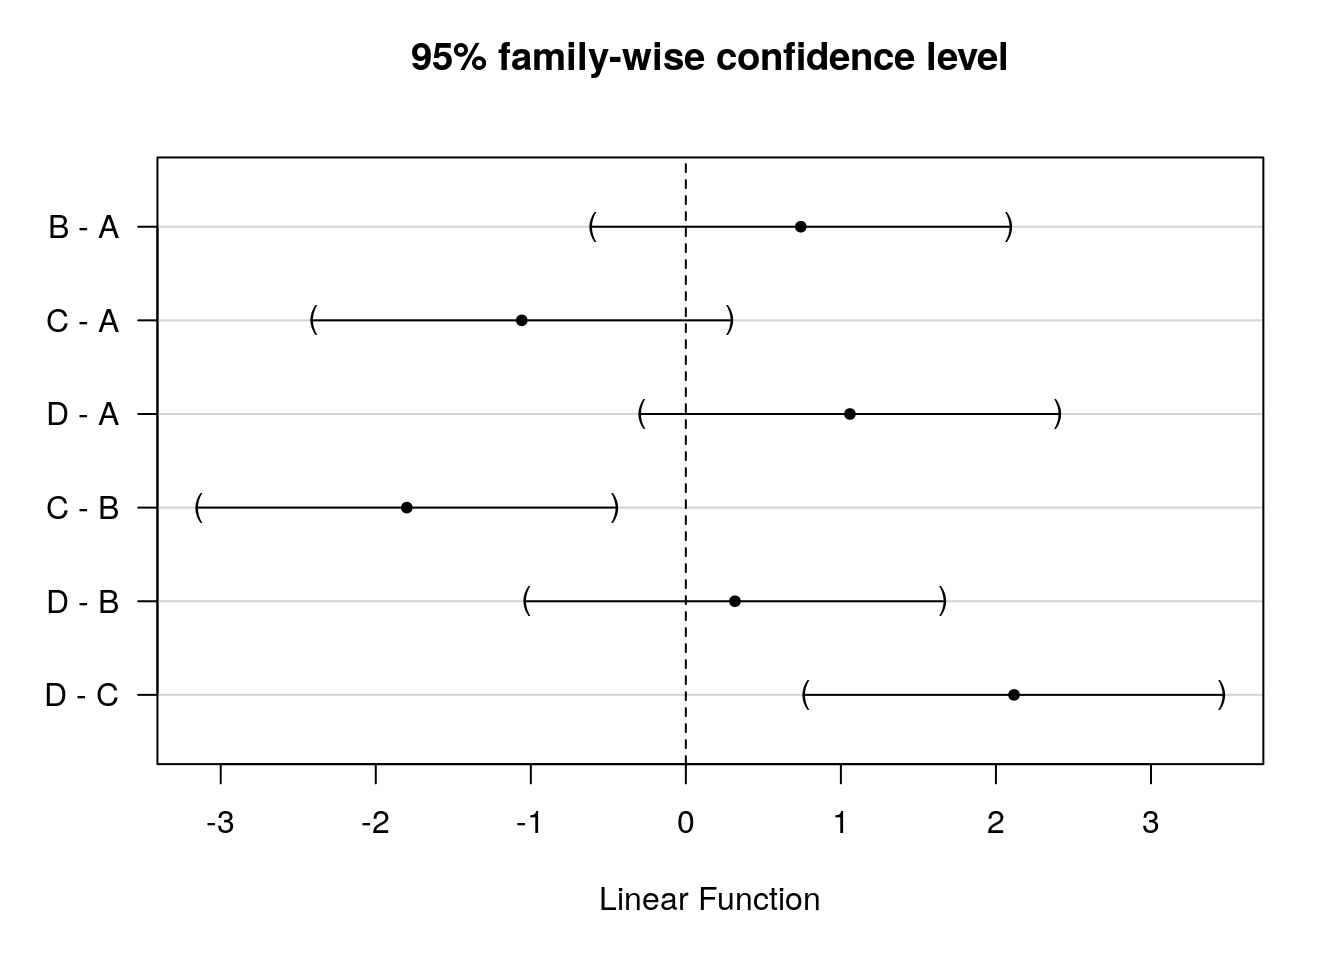 95% family-wise confidence level
B - A
C - A
D - A
C - B
D - B
D - C
-3 -2 -1 0 1 2 3
Linear Function